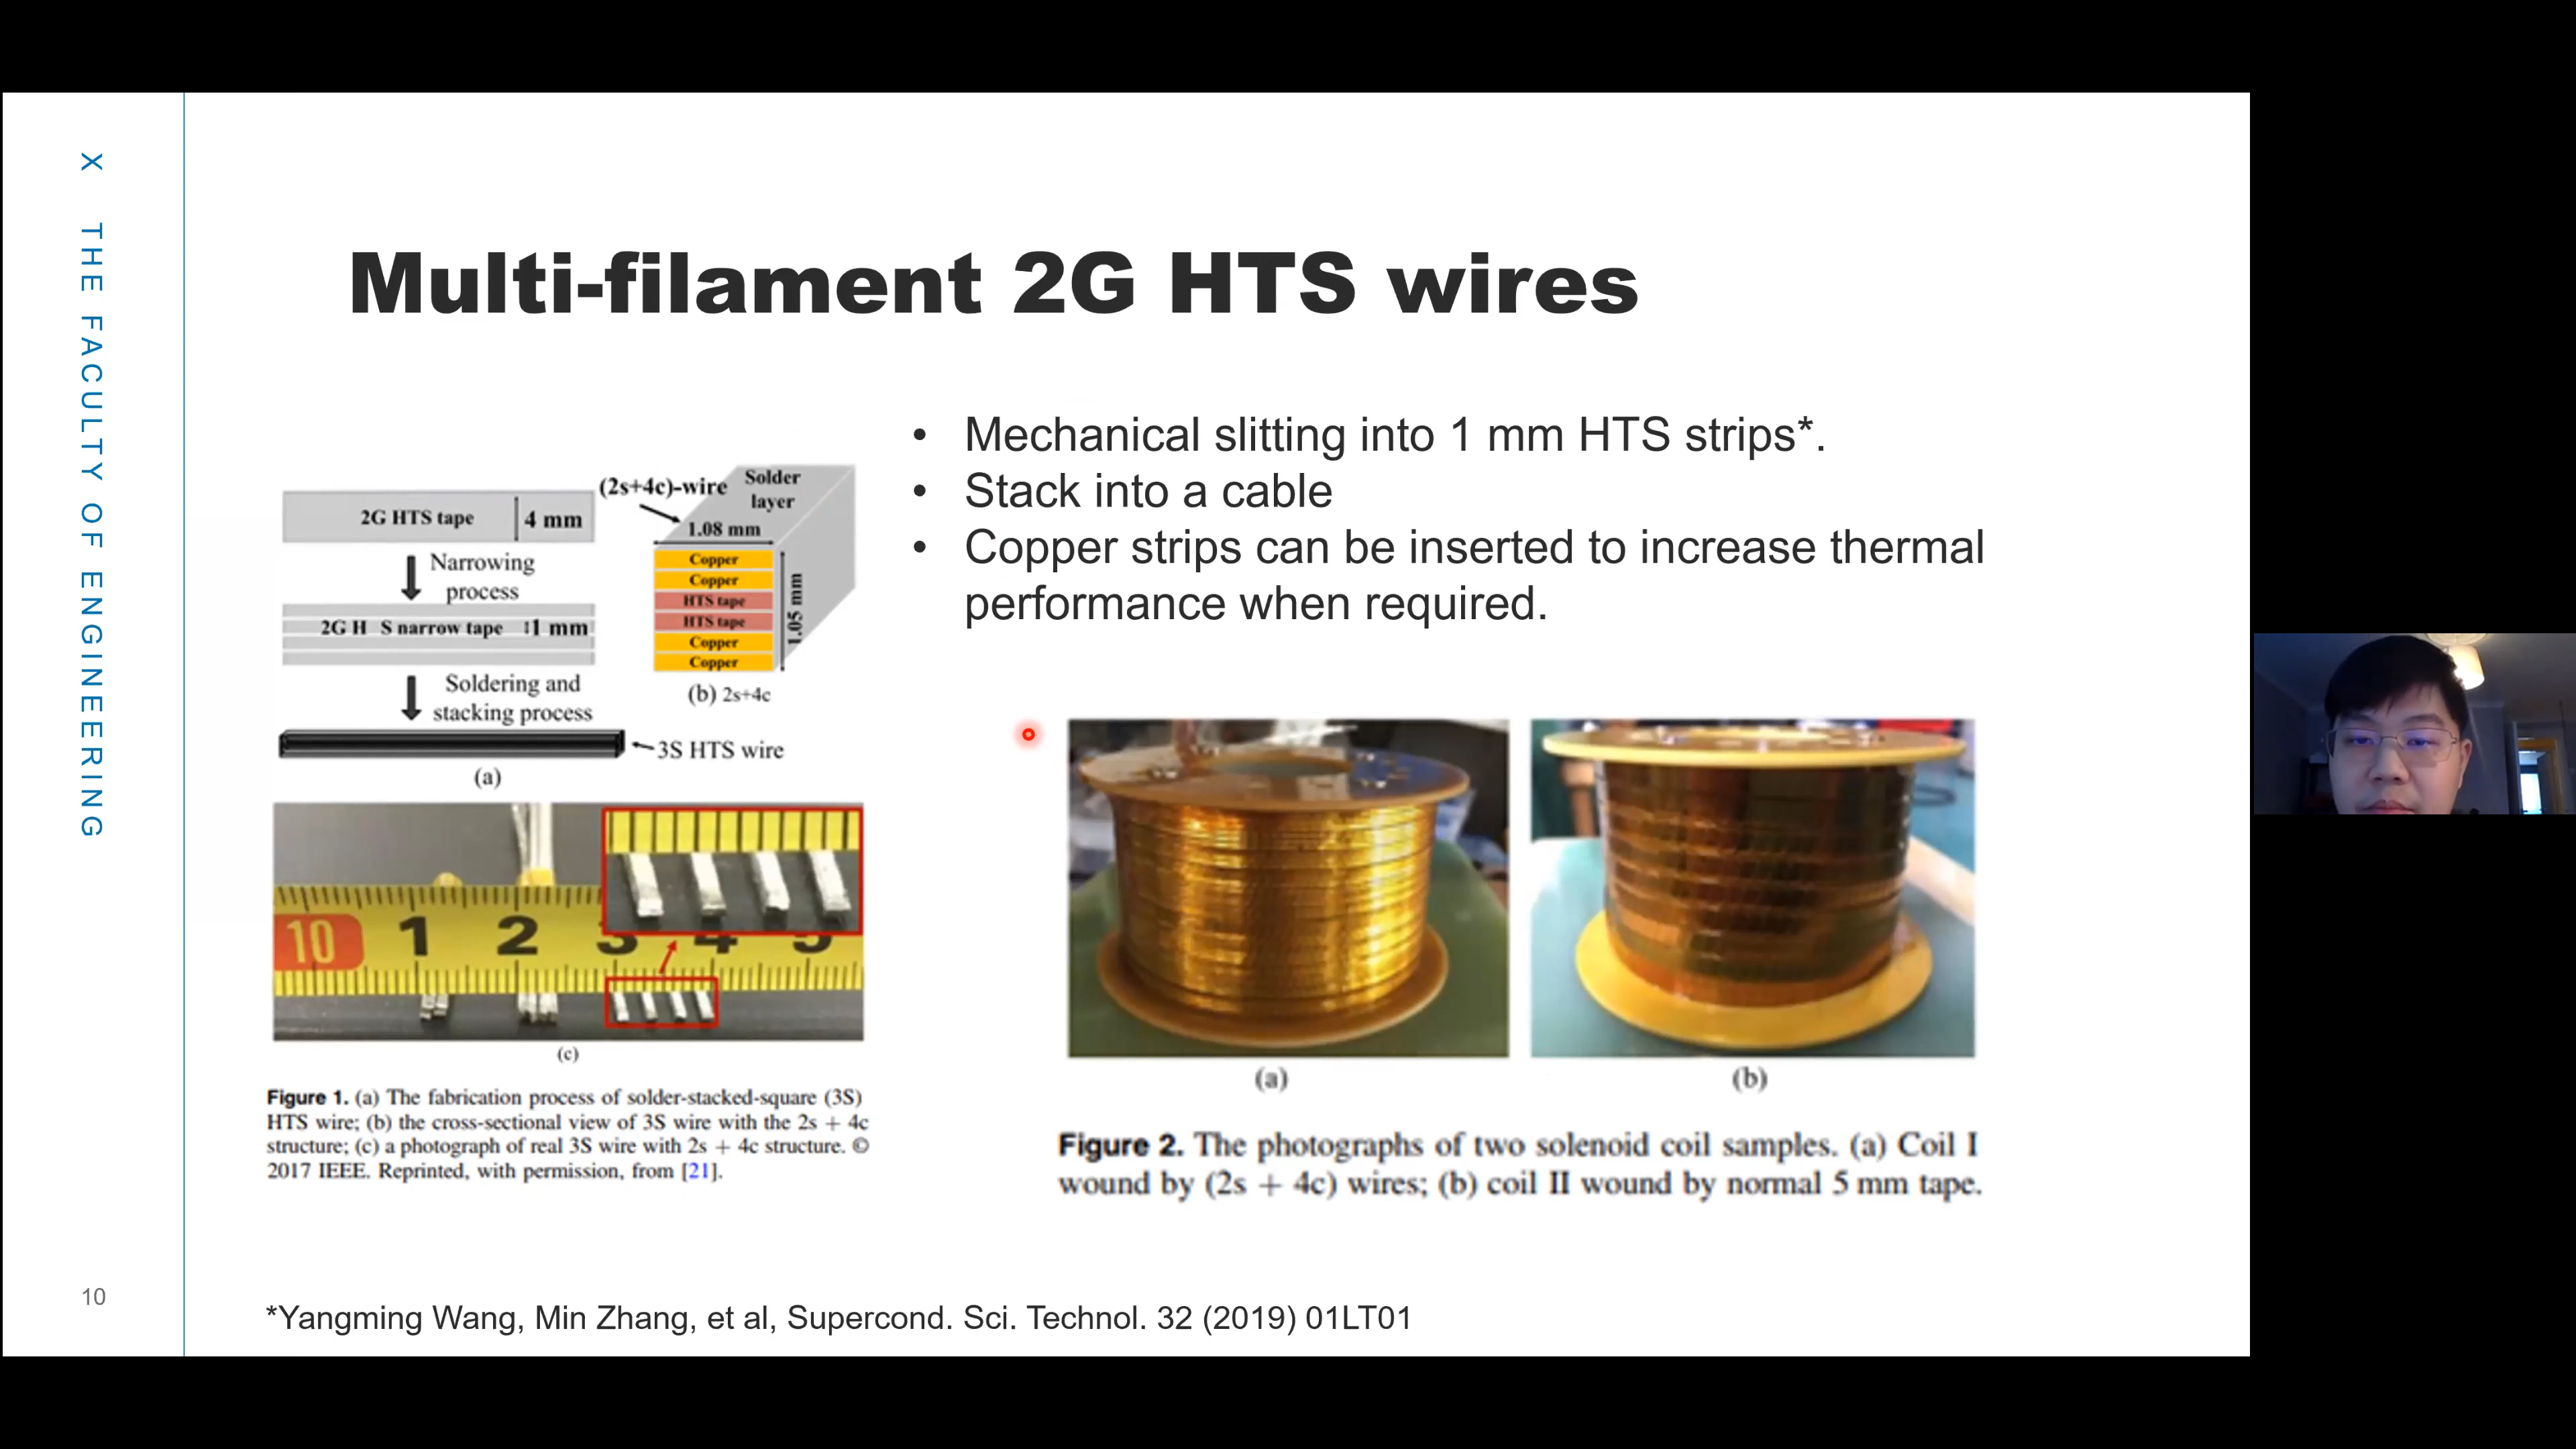 X THE FACULTY OF ENGINEERING
Multi-filament 2G HTS wires
• Mechanical slitting into 1 mm HTS strips*.
• Stack into a cable
• Copper strips can be inserted to increase thermal
performance when required.
2G HTS tape 4 mm
Narrowing
process
2G H S narrow tape 1 mm
Soldering and
stacking process
3S HTS wire
(a)
(2s+4c)-wire
Solder
layer
1.08 mm
Copper
Copper
HTS tape
HTS tape
Copper
Copper
1.05 mm
(b) 2s+4c
10 1 2 3 4 5
(c)
Figure 1. (a) The fabrication process of solder-stacked-square (3S)
HTS wire; (b) the cross-sectional view of 3S wire with the 2s + 4c
structure; (c) a photograph of real 3S wire with 2s + 4c structure. ©
2017 IEEE. Reprinted, with permission, from [21].
(a)
(b)
Figure 2. The photographs of two solenoid coil samples. (a) Coil I
wound by (2s + 4c) wires; (b) coil II wound by normal 5 mm tape.
10
*Yangming Wang, Min Zhang, et al, Supercond. Sci. Technol. 32 (2019) 01LT01